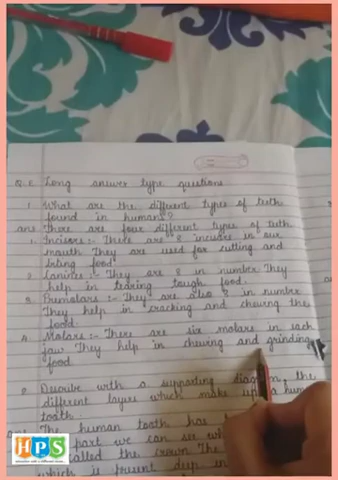 Q.E. Long answer type questions
1. What are the different types of teeth
found in humans?
ans There are four different types of teeth
1. Incisors:- There are 8 incisors in our
mouth They are used for cutting and
biting food.
2. Canines:- They are 8 in number They
help in tearing tough food.
3. Premolars:- They are also 8 in number
They help in cracking and chewing the
food.
4. Molars:- There are six molars in each
jaw They help in chewing and grinding
food.
2. Describe with a supporting diagram the
different layers which make up a human
tooth.
The human tooth has
part we can see
called the crown The
which is present deep in
HPS